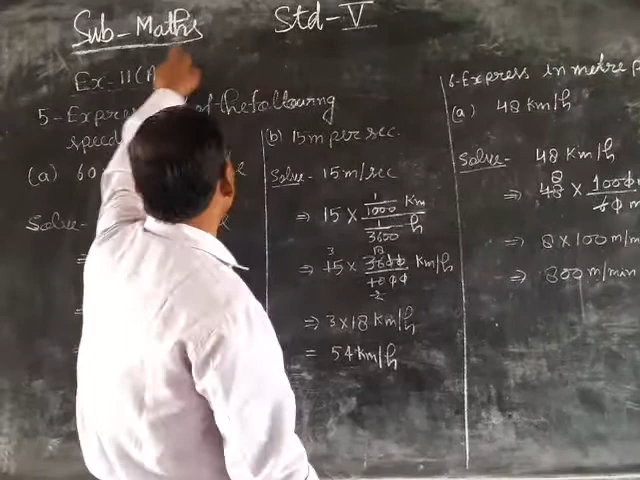 Sub - Maths
Std - V
Ex - 11(A
5 - Express of the following
speed
(a) 60
Solve -
(b) 15 m per sec.
Solve - 15 m/sec
⇒ 15 × 1/1000 Km / 1/3600 h
⇒ 15 × 3600/1000 Km/h
⇒ 3 × 18 Km/h
= 54 Km/h
6 - Express in metre p
(a) 48 Km/h
Solve - 48 Km/h
⇒ 48 × 1000 m
⇒ 8 × 100 m/
⇒ 800 m/min